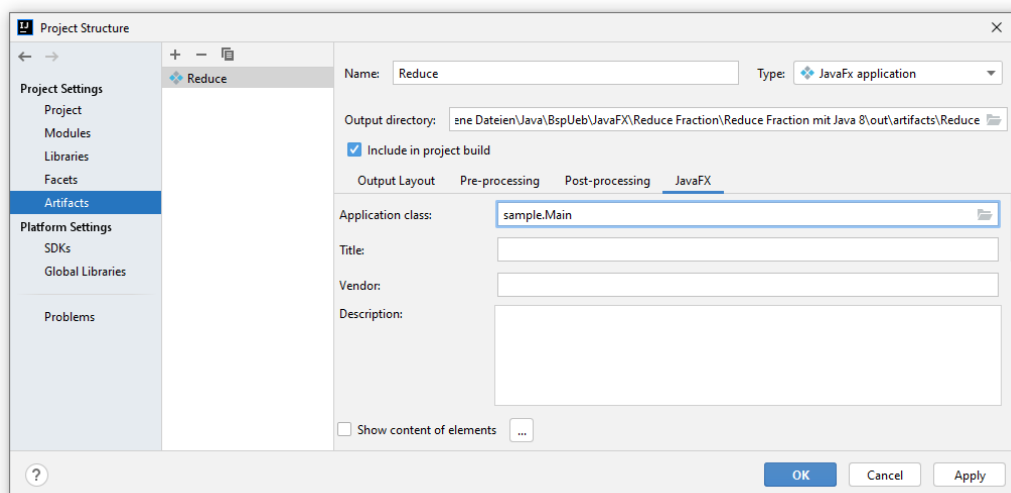 Project Structure
Project Settings
Project
Modules
Libraries
Facets
Artifacts
Platform Settings
SDKs
Global Libraries
Problems
Reduce
Name: Reduce Type: JavaFx application
Output directory: ene Dateien\Java\BspUeb\JavaFX\Reduce Fraction\Reduce Fraction mit Java 8\out\artifacts\Reduce
Include in project build
Output Layout Pre-processing Post-processing JavaFX
Application class: sample.Main
Title:
Vendor:
Description:
Show content of elements ...
? OK Cancel Apply